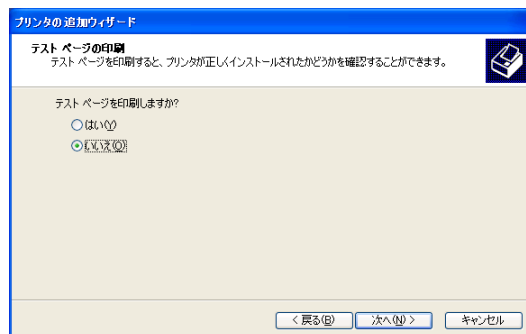 プリンタの追加ウィザード
テスト ページの印刷
テスト ページを印刷すると、プリンタが正しくインストールされたかどうかを確認することができます。
テスト ページを印刷しますか?
はい(Y)
いいえ(O)
< 戻る(B)
次へ(N) >
キャンセル